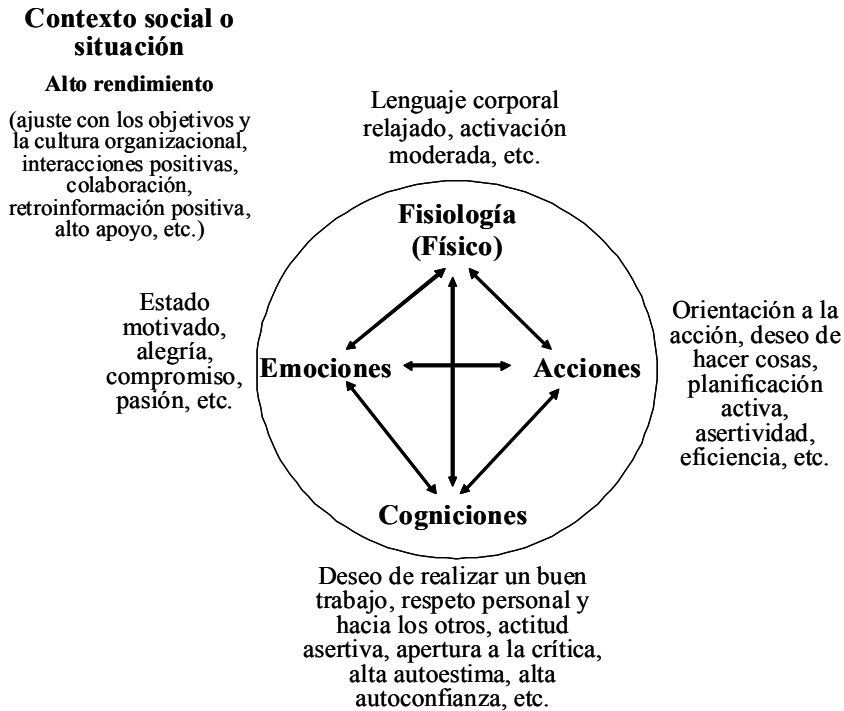 Contexto social o
situación
Alto rendimiento
(ajuste con los objetivos y
la cultura organizacional,
interacciones positivas,
colaboración,
retroinformación positiva,
alto apoyo, etc.)
Lenguaje corporal
relajado, activación
moderada, etc.
Fisiología
(Físico)
Estado
motivado,
alegría,
compromiso,
pasión, etc.
Emociones
Acciones
Orientación a la
acción, deseo de
hacer cosas,
planificación
activa,
asertividad,
eficiencia, etc.
Cogniciones
Deseo de realizar un buen
trabajo, respeto personal y
hacia los otros, actitud
asertiva, apertura a la crítica,
alta autoestima, alta
autoconfianza, etc.